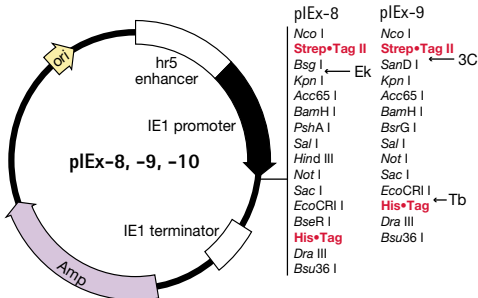 ori
hr5
enhancer
IE1 promoter
pIEx-8, -9, -10
IE1 terminator
Amp
pIEx-8
Nco I
Strep•Tag II
Bsg I
Ek
Kpn I
Acc65 I
BamH I
PshA I
Sal I
Hind III
Not I
Sac I
EcoCRI I
BseR I
His•Tag
Dra III
Bsu36 I
pIEx-9
Nco I
Strep•Tag II
3C
SanD I
Kpn I
Acc65 I
BamH I
BsrG I
Sal I
Not I
Sac I
EcoCRI I
His•Tag
Tb
Dra III
Bsu36 I